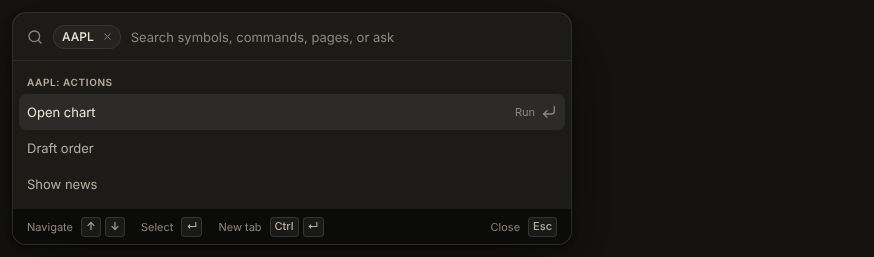 AAPL × Search symbols, commands, pages, or ask
AAPL: ACTIONS
Open chart Run ↵
Draft order
Show news
Navigate ↑ ↓ Select ↵ New tab Ctrl ↵ Close Esc